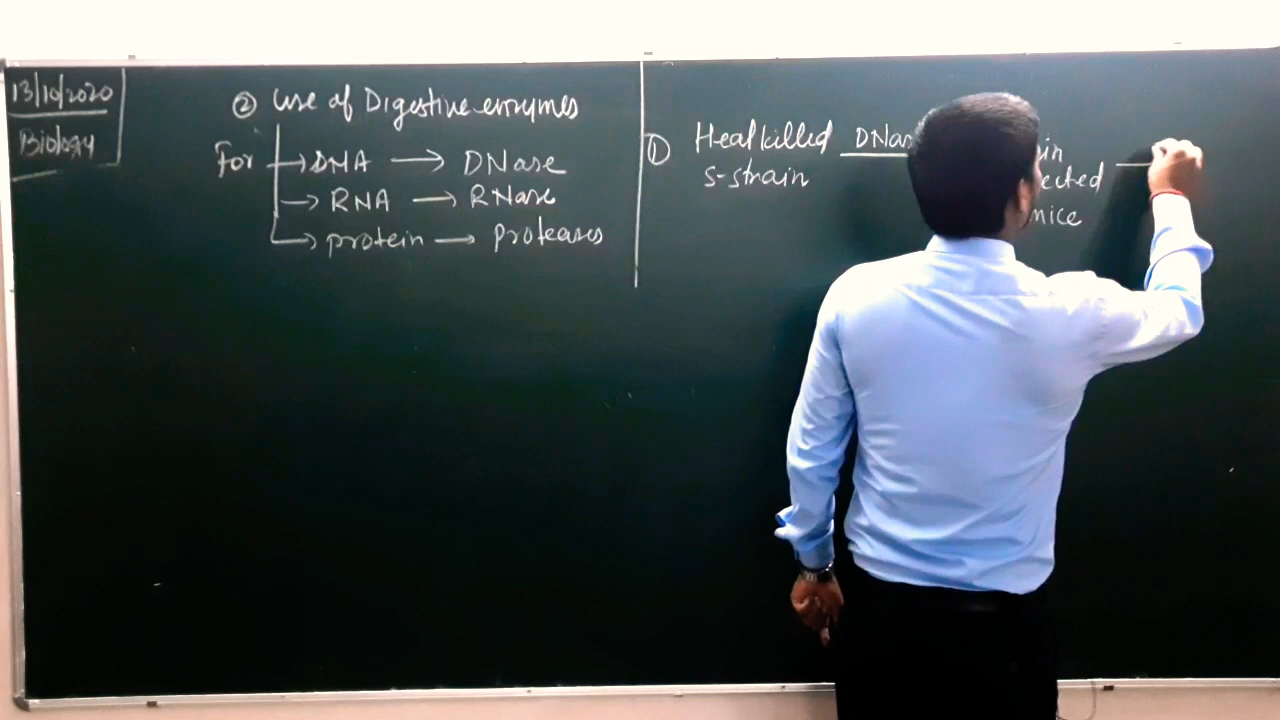 13/10/2020
Biology
② Use of Digestive enzymes
For → DNA → DNase
→ RNA → RNase
→ protein → Proteases
① Heat killed DNas
s-strain
in
ected
mice